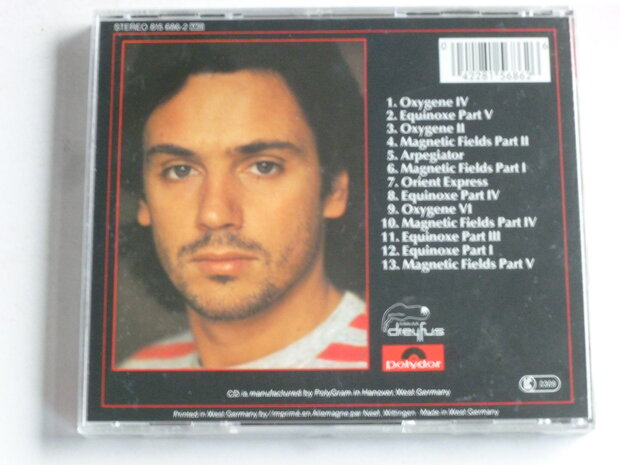 STEREO 815 686-2
0
6
42281 56862
1. Oxygene IV
2. Equinoxe Part V
3. Oxygene II
4. Magnetic Fields Part II
5. Arpegiator
6. Magnetic Fields Part I
7. Orient Express
8. Equinoxe Part IV
9. Oxygene VI
10. Magnetic Fields Part IV
11. Equinoxe Part III
12. Equinoxe Part I
13. Magnetic Fields Part V
dreyfus
polydor
CD is manufactured by PolyGram in Hanover, West Germany
Printed in West Germany by/Imprimé en Allemagne par Neef, Wittingen. Made in West Germany